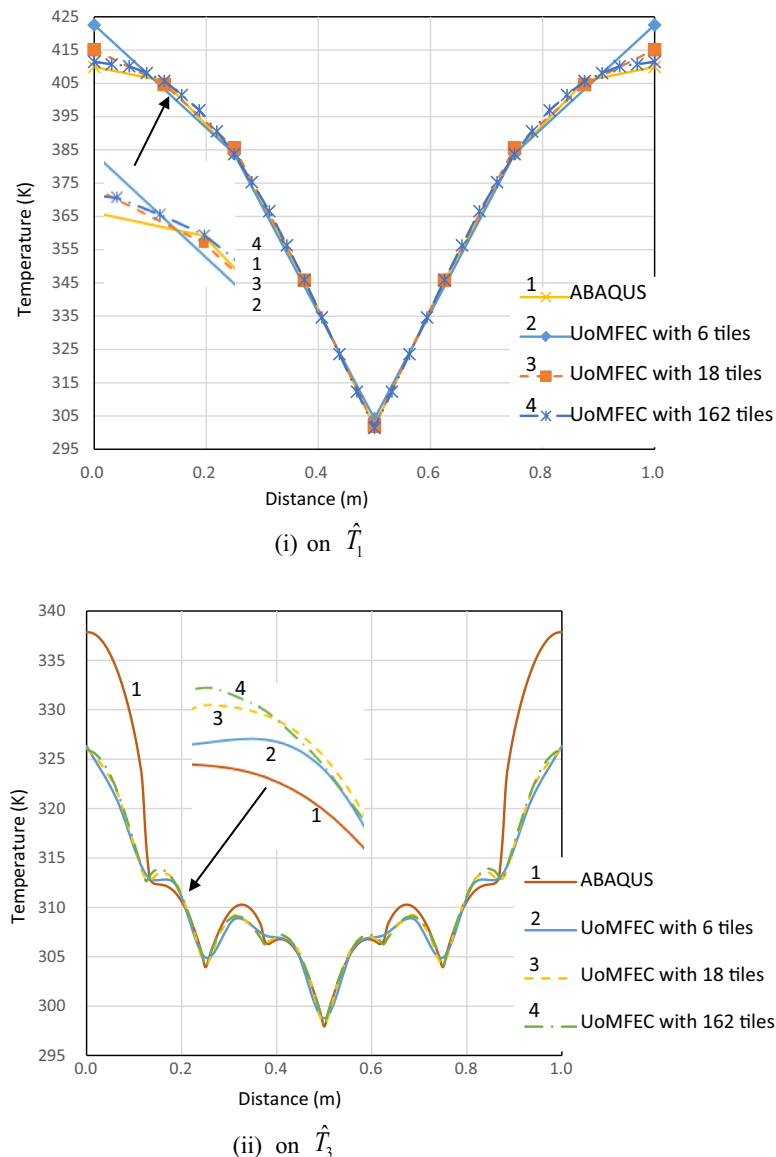 425
415
405
395
385
375
365
355
345
335
325
315
305
295
Temperature (K)
4
1
3
2
1 ABAQUS
2 UoMFEC with 6 tiles
3 UoMFEC with 18 tiles
4 UoMFEC with 162 tiles
0.0 0.2 0.4 0.6 0.8 1.0
Distance (m)
(i) on T̂₁
340
335
330
325
320
315
310
305
300
295
Temperature (K)
1
4
3
2
1
1 ABAQUS
2 UoMFEC with 6 tiles
3 UoMFEC with 18 tiles
4 UoMFEC with 162 tiles
0.0 0.2 0.4 0.6 0.8 1.0
Distance (m)
(ii) on T̂₃